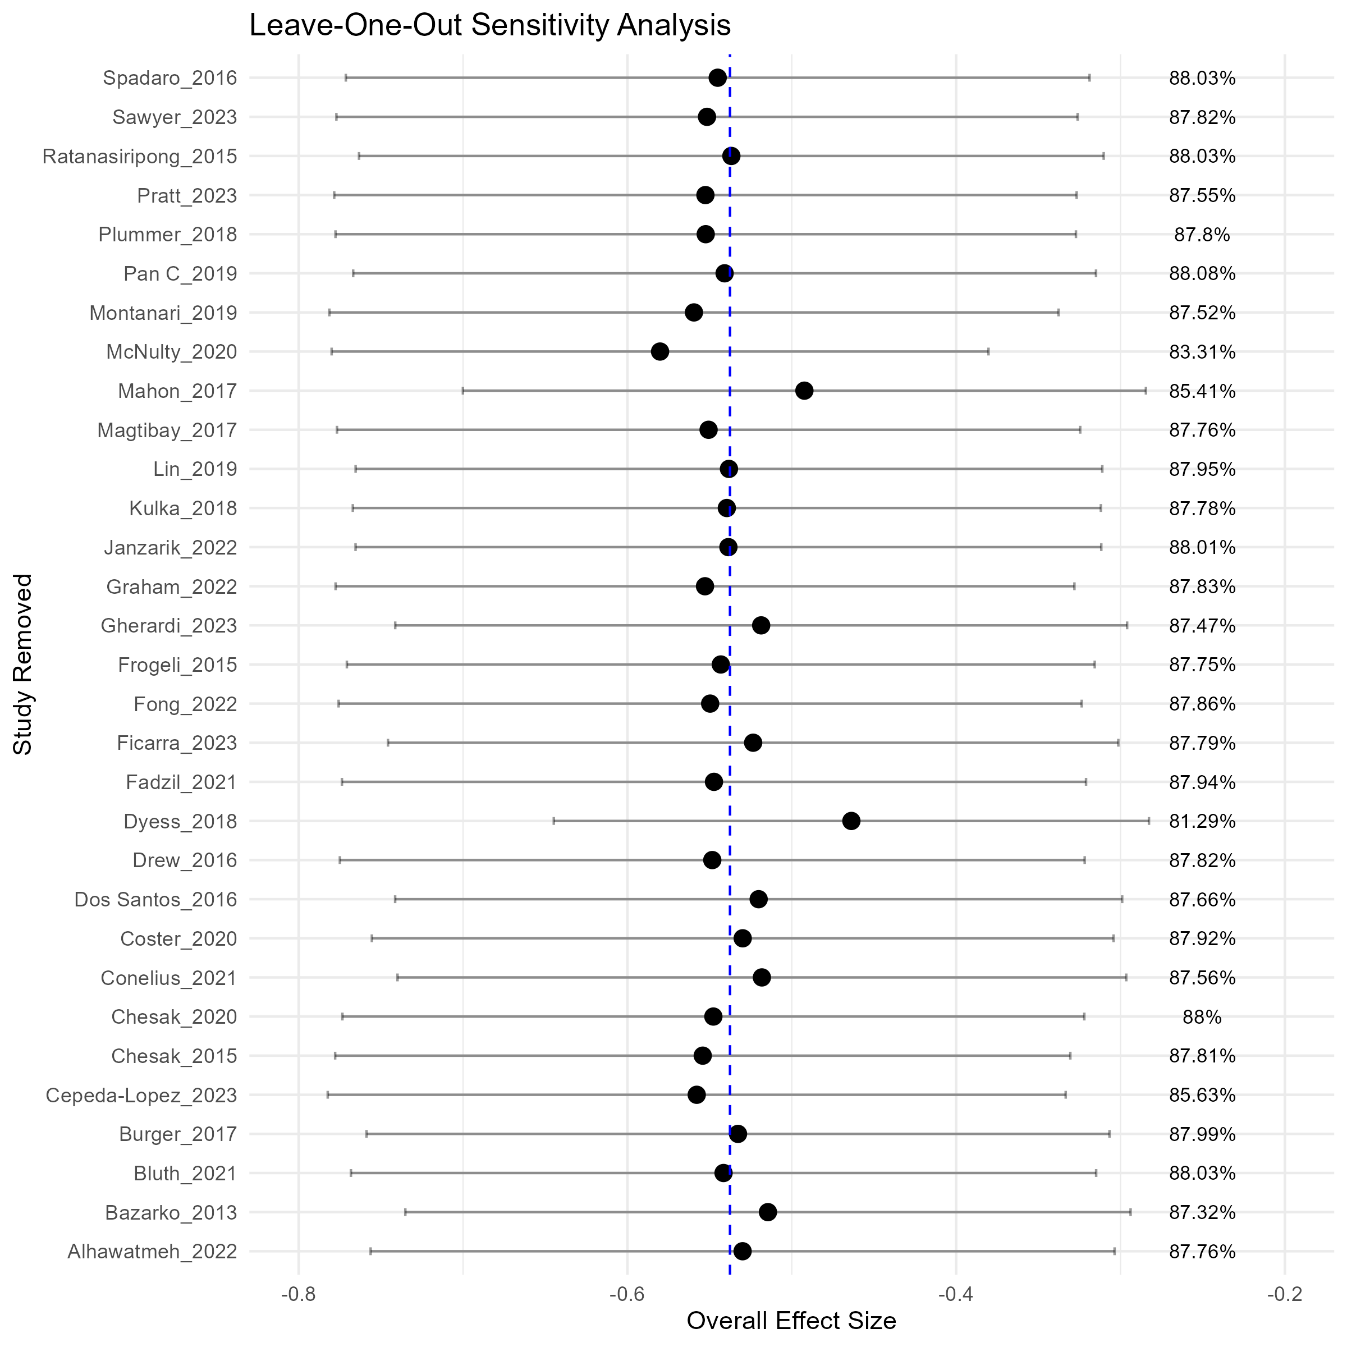 Leave-One-Out Sensitivity Analysis
Study Removed
Spadaro_2016 88.03%
Sawyer_2023 87.82%
Ratanasiripong_2015 88.03%
Pratt_2023 87.55%
Plummer_2018 87.8%
Pan C_2019 88.08%
Montanari_2019 87.52%
McNulty_2020 83.31%
Mahon_2017 85.41%
Magtibay_2017 87.76%
Lin_2019 87.95%
Kulka_2018 87.78%
Janzarik_2022 88.01%
Graham_2022 87.83%
Gherardi_2023 87.47%
Frogeli_2015 87.75%
Fong_2022 87.86%
Ficarra_2023 87.79%
Fadzil_2021 87.94%
Dyess_2018 81.29%
Drew_2016 87.82%
Dos Santos_2016 87.66%
Coster_2020 87.92%
Conelius_2021 87.56%
Chesak_2020 88%
Chesak_2015 87.81%
Cepeda-Lopez_2023 85.63%
Burger_2017 87.99%
Bluth_2021 88.03%
Bazarko_2013 87.32%
Alhawatmeh_2022 87.76%
-0.8 -0.6 -0.4 -0.2
Overall Effect Size